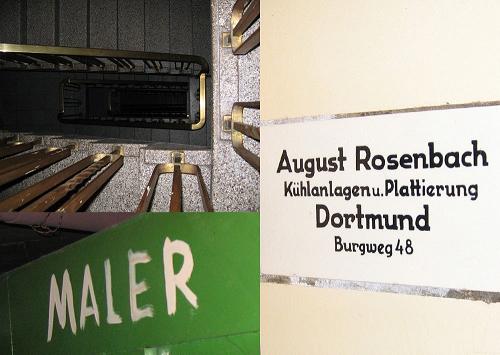 MALER
August Rosenbach
Kühlanlagen u. Plattierung
Dortmund
Burgweg 48